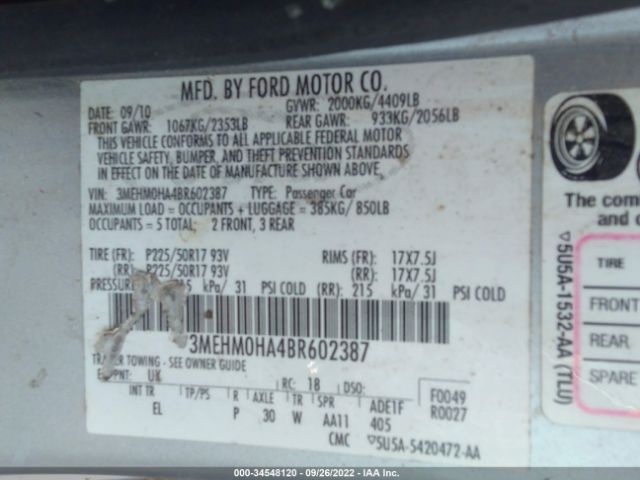 MFD. BY FORD MOTOR CO.
DATE: 09/10 GVWR: 2000KG/4409LB
FRONT GAWR: 1067KG/2353LB REAR GAWR: 933KG/2056LB
THIS VEHICLE CONFORMS TO ALL APPLICABLE FEDERAL MOTOR
VEHICLE SAFETY, BUMPER, AND THEFT PREVENTION STANDARDS
IN EFFECT ON THE DATE OF MANUFACTURE SHOWN ABOVE.
VIN: 3MEHM0HA4BR602387 TYPE: Passenger Car
MAXIMUM LOAD = OCCUPANTS + LUGGAGE = 385KG/ 850LB
OCCUPANTS = 5 TOTAL: 2 FRONT, 3 REAR
TIRE (FR): P225/50R17 93V RIMS (FR): 17X7.5J
(RR): P225/50R17 93V (RR): 17X7.5J
kPa/ 31 PSI COLD (RR): 215 kPa/ 31 PSI COLD
3MEHM0HA4BR602387
TOWING - SEE OWNER GUIDE
RC: 18 DSO: F0049
INT TR TP/PS R AXLE TR SPR ADE1F R0027
EL P 30 W AA11 405
CMC ▽5U5A-5420472-AA
The com
and
▽5U5A-1532-AA (TLU)
TIRE
FRONT
REAR
SPARE
000-34548120 - 09/26/2022 - IAA Inc.